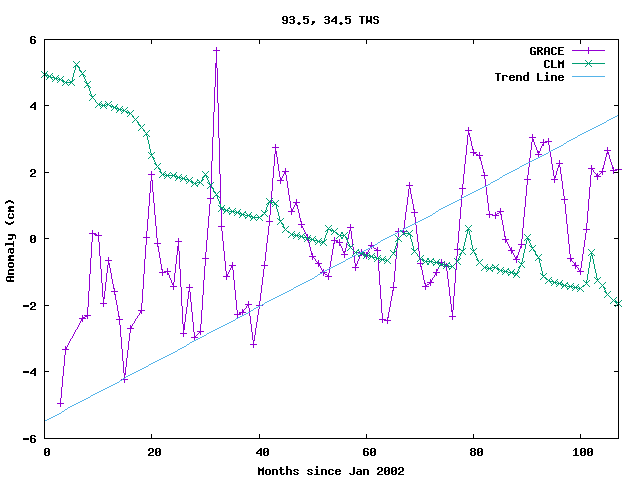 93.5, 34.5 TWS
GRACE
CLM
Trend Line
6
4
2
0
-2
-4
-6
Anomaly (cm)
0 20 40 60 80 100
Months since Jan 2002